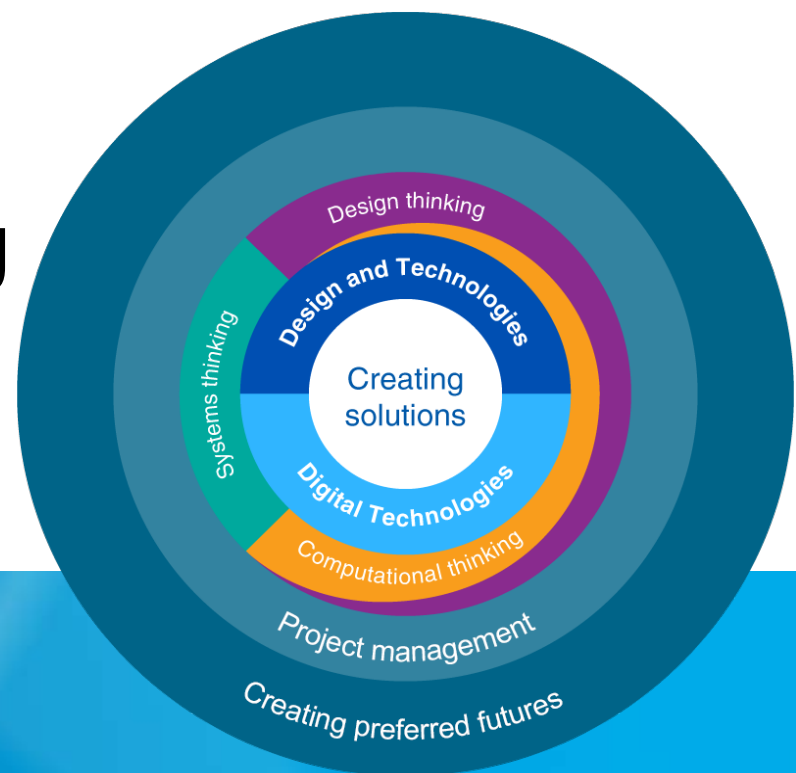 g
Design thinking
Design and Technologies
Systems thinking
Creating
solutions
Digital Technologies
Computational thinking
Project management
Creating preferred futures